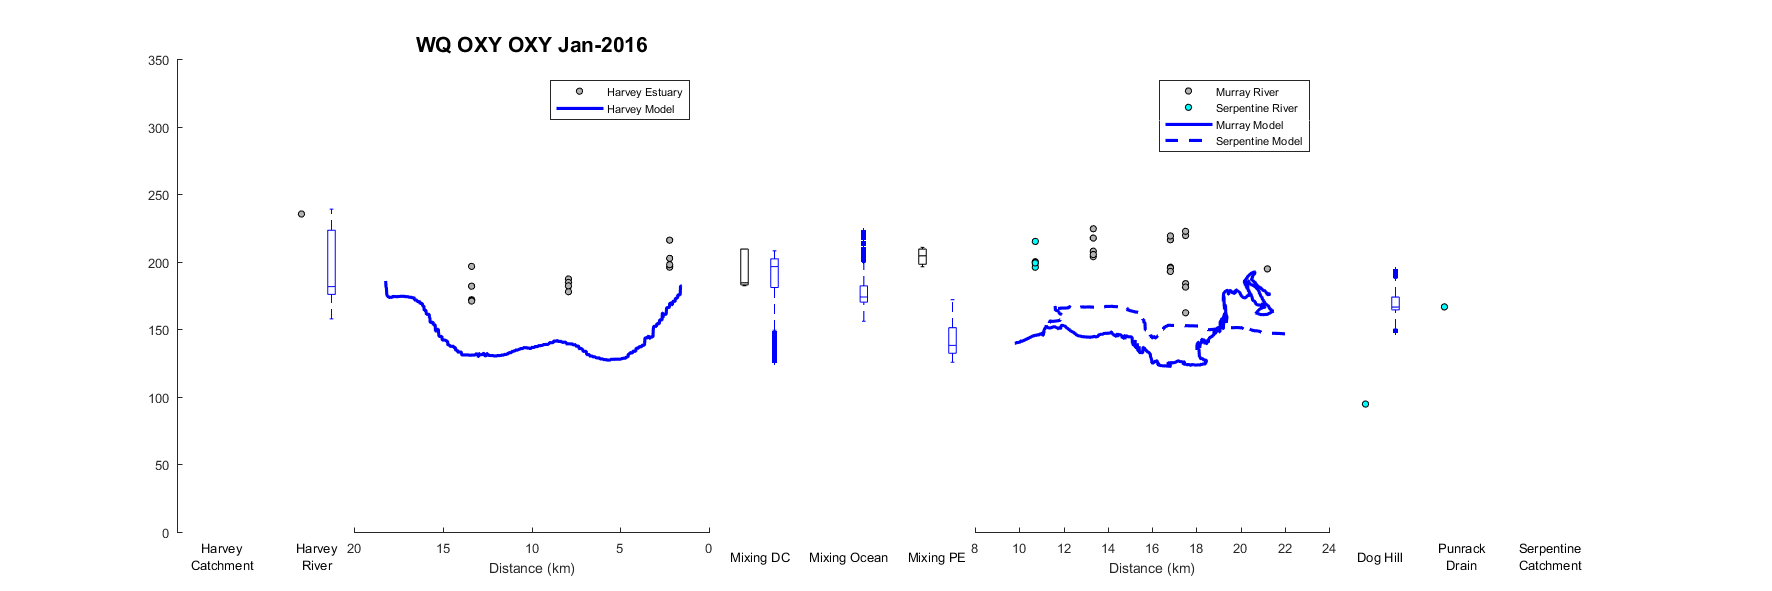 WQ OXY OXY Jan-2016
350
300
250
200
150
100
50
0
Harvey Estuary
Harvey Model
Murray River
Serpentine River
Murray Model
Serpentine Model
Harvey
Catchment
Harvey
River
20 15 10 5 0
Distance (km)
Mixing DC
Mixing Ocean
Mixing PE
8 10 12 14 16 18 20 22 24
Distance (km)
Dog Hill
Punrack
Drain
Serpentine
Catchment